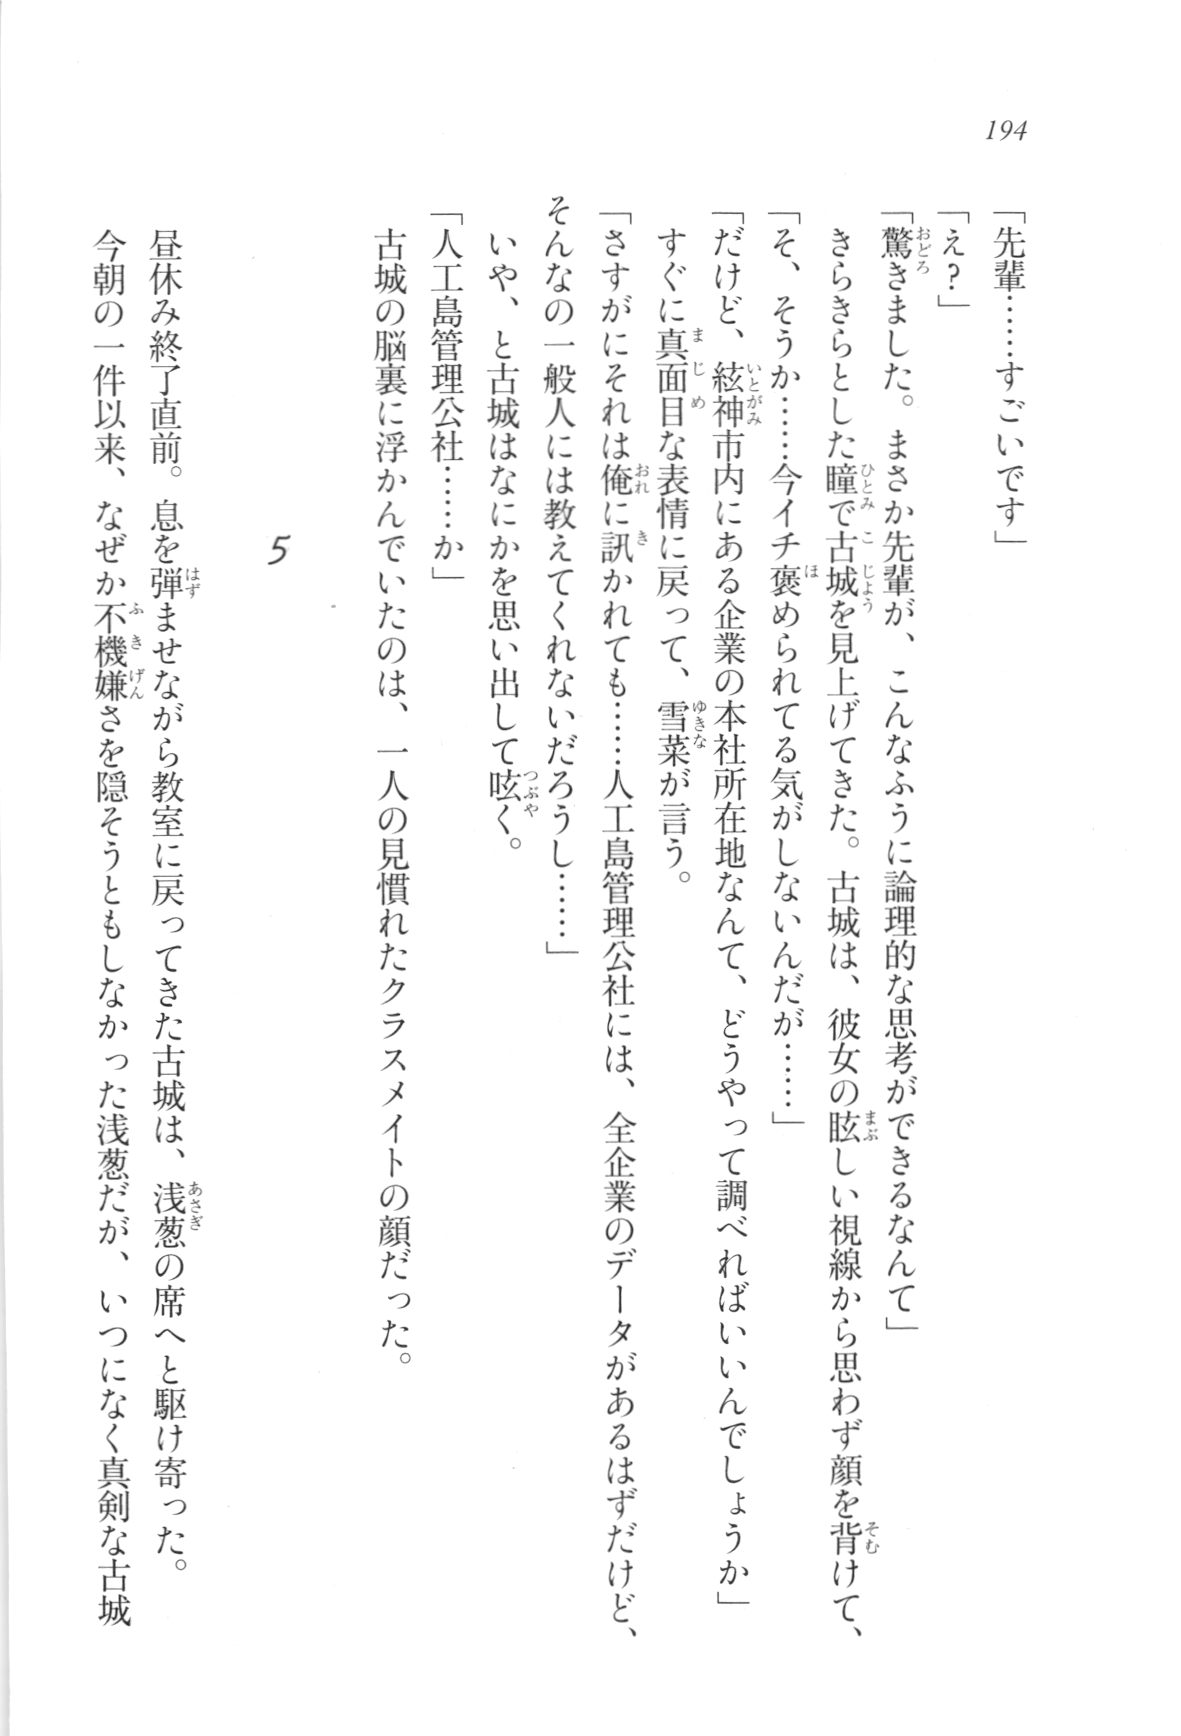 194
「先輩……すごいです」
「え？」
「驚きました。まさか先輩が、こんなふうに論理的な思考ができるなんて」
きらきらとした瞳で古城を見上げてきた。古城は、彼女の眩しい視線から思わず顔を背けて、
「そ、そうか……今イチ褒められてる気がしないんだが……」
「だけど、絃神市内にある企業の本社所在地なんて、どうやって調べればいいんでしょうか」
すぐに真面目な表情に戻って、雪菜が言う。
「さすがにそれは俺に訊かれても……人工島管理公社には、全企業のデータがあるはずだけど、
そんなの一般人には教えてくれないだろうし……」
いや、と古城はなにかを思い出して呟く。
「人工島管理公社……か」
古城の脳裏に浮かんでいたのは、一人の見慣れたクラスメイトの顔だった。
5
昼休み終了直前。息を弾ませながら教室に戻ってきた古城は、浅葱の席へと駆け寄った。
今朝の一件以来、なぜか不機嫌さを隠そうともしなかった浅葱だが、いつになく真剣な古城